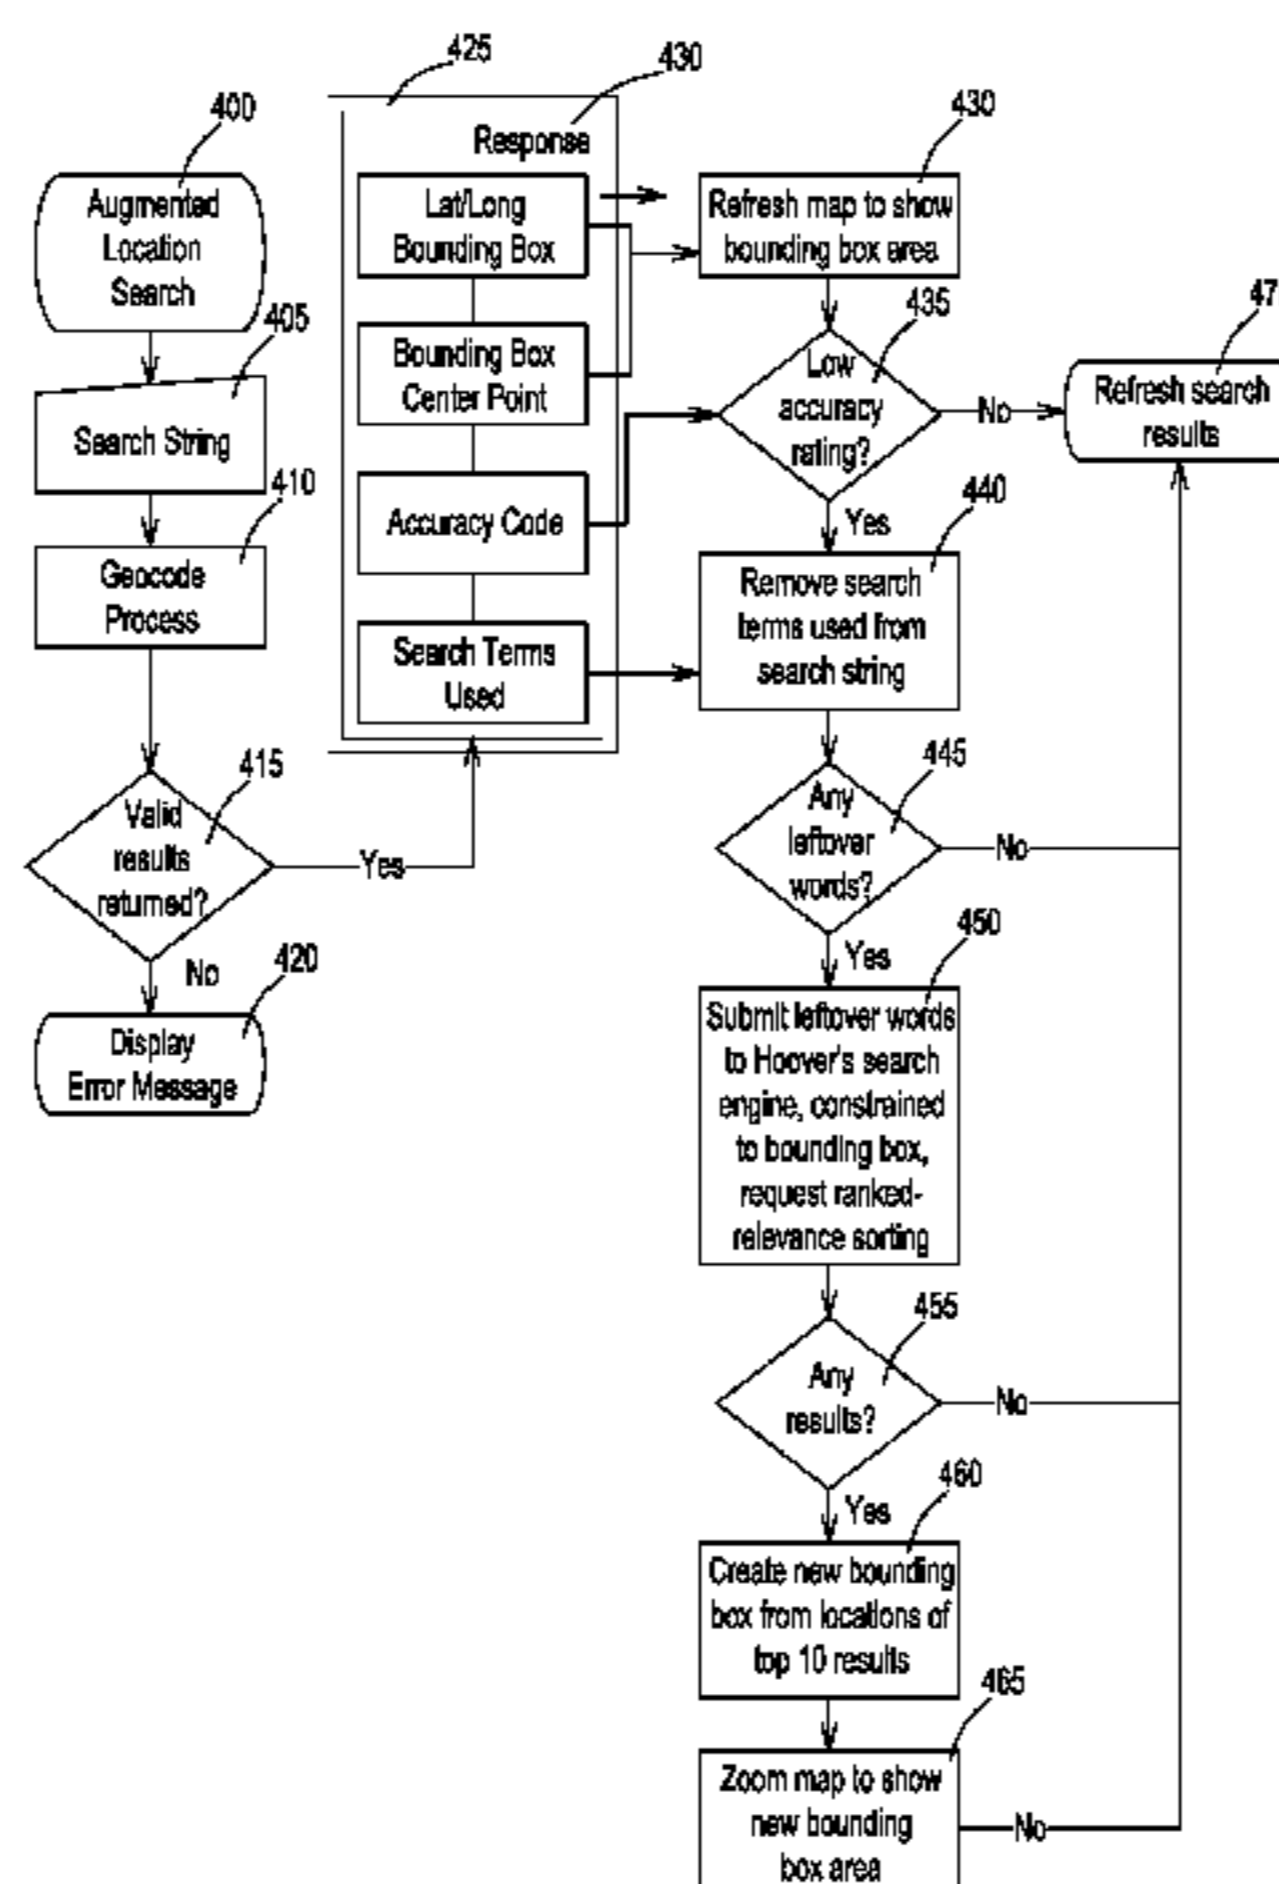 400
Augmented
Location
Search
405
Search String
410
Geocode
Process
415
Valid
results
returned?
Yes
No
420
Display
Error Message
425
430
Response
Lat/Long
Bounding Box
Bounding Box
Center Point
Accuracy Code
Search Terms
Used
430
Refresh map to show
bounding box area
435
Low
accuracy
rating?
No
Yes
47
Refresh search
results
440
Remove search
terms used from
search string
445
Any
leftover
words?
No
Yes
450
Submit leftover words
to Hoover's search
engine, constrained
to bounding box,
request ranked-
relevance sorting
455
Any
results?
No
Yes
460
Create new bounding
box from locations of
top 10 results
465
Zoom map to show
new bounding
box area
No